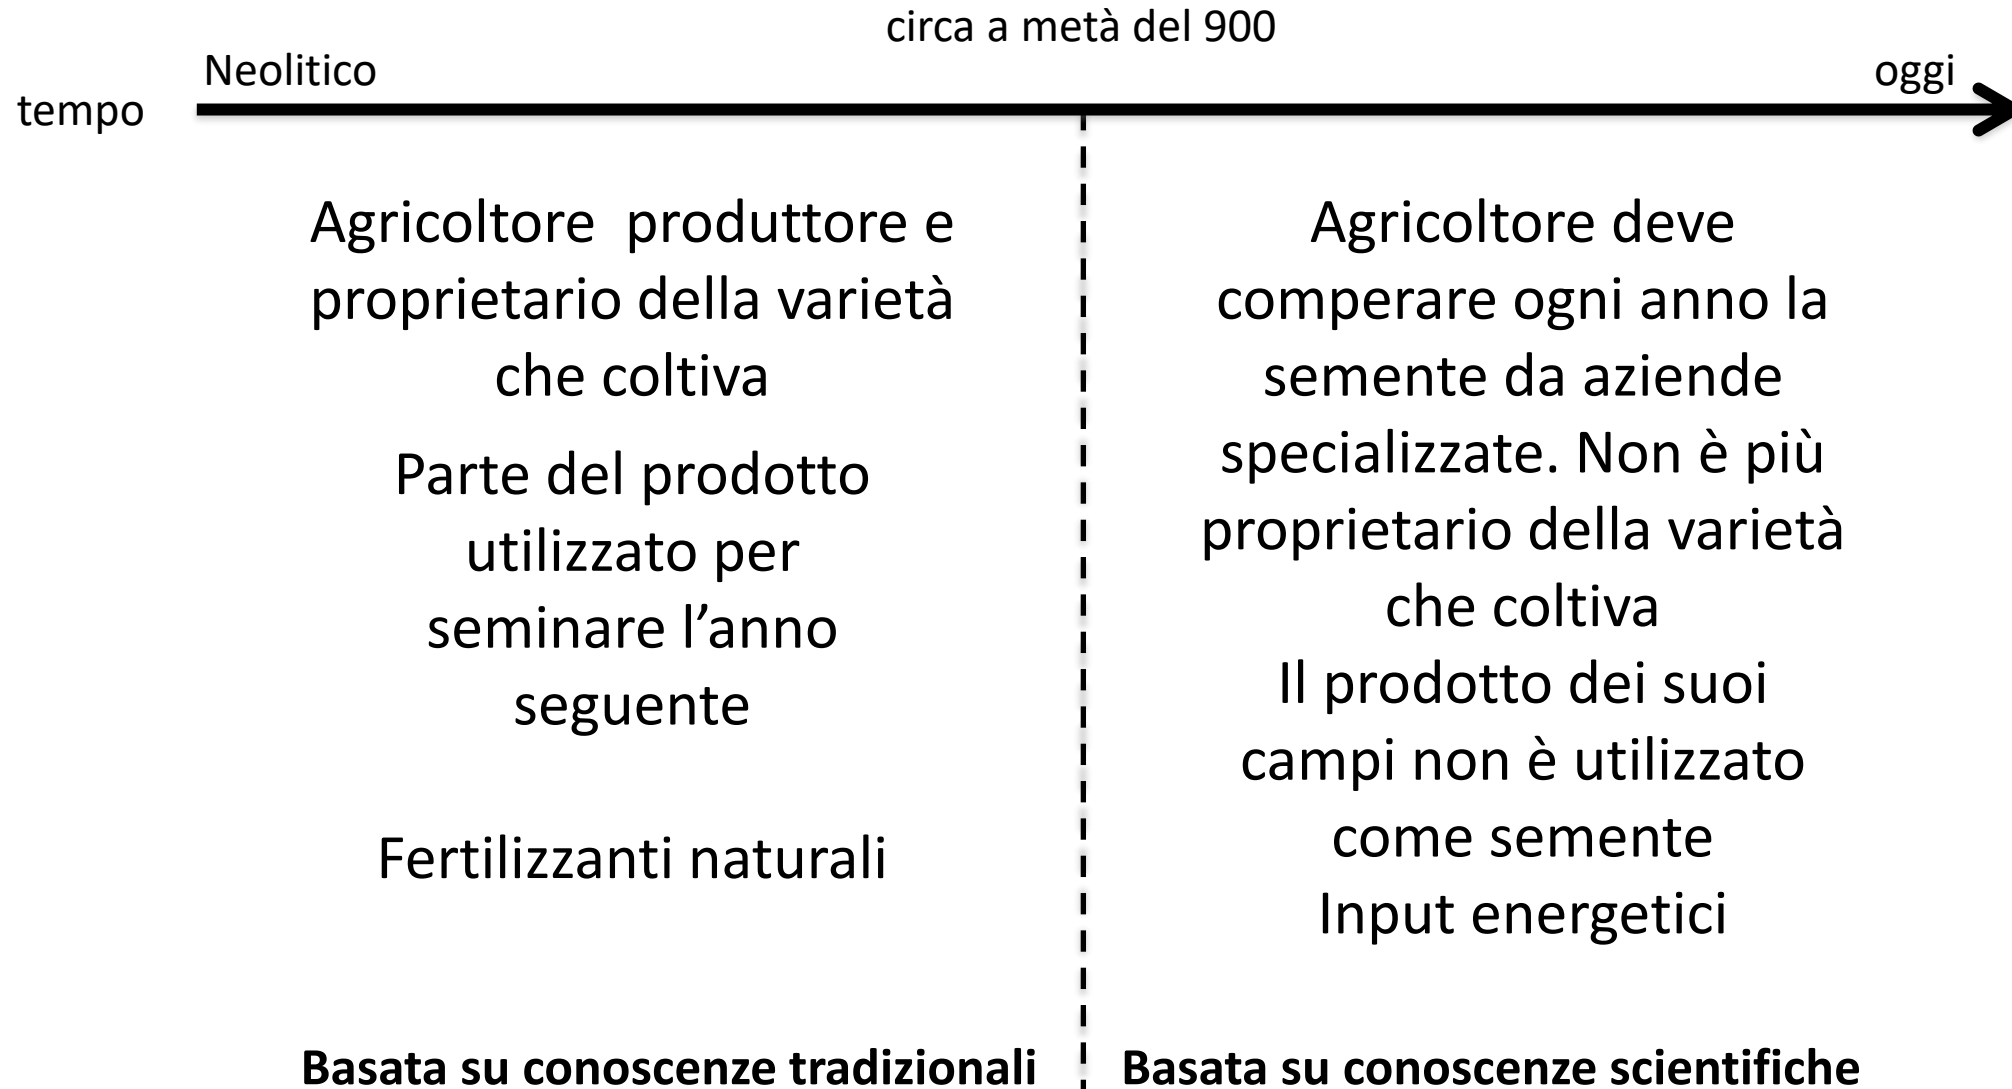 circa a metà del 900
Neolitico
oggi
tempo
Agricoltore  produttore e
proprietario della varietà
che coltiva
Parte del prodotto
utilizzato per
seminare l’anno
seguente
Fertilizzanti naturali
Basata su conoscenze tradizionali
Agricoltore deve
comperare ogni anno la
semente da aziende
specializzate. Non è più
proprietario della varietà
che coltiva
Il prodotto dei suoi
campi non è utilizzato
come semente
Input energetici
Basata su conoscenze scientifiche